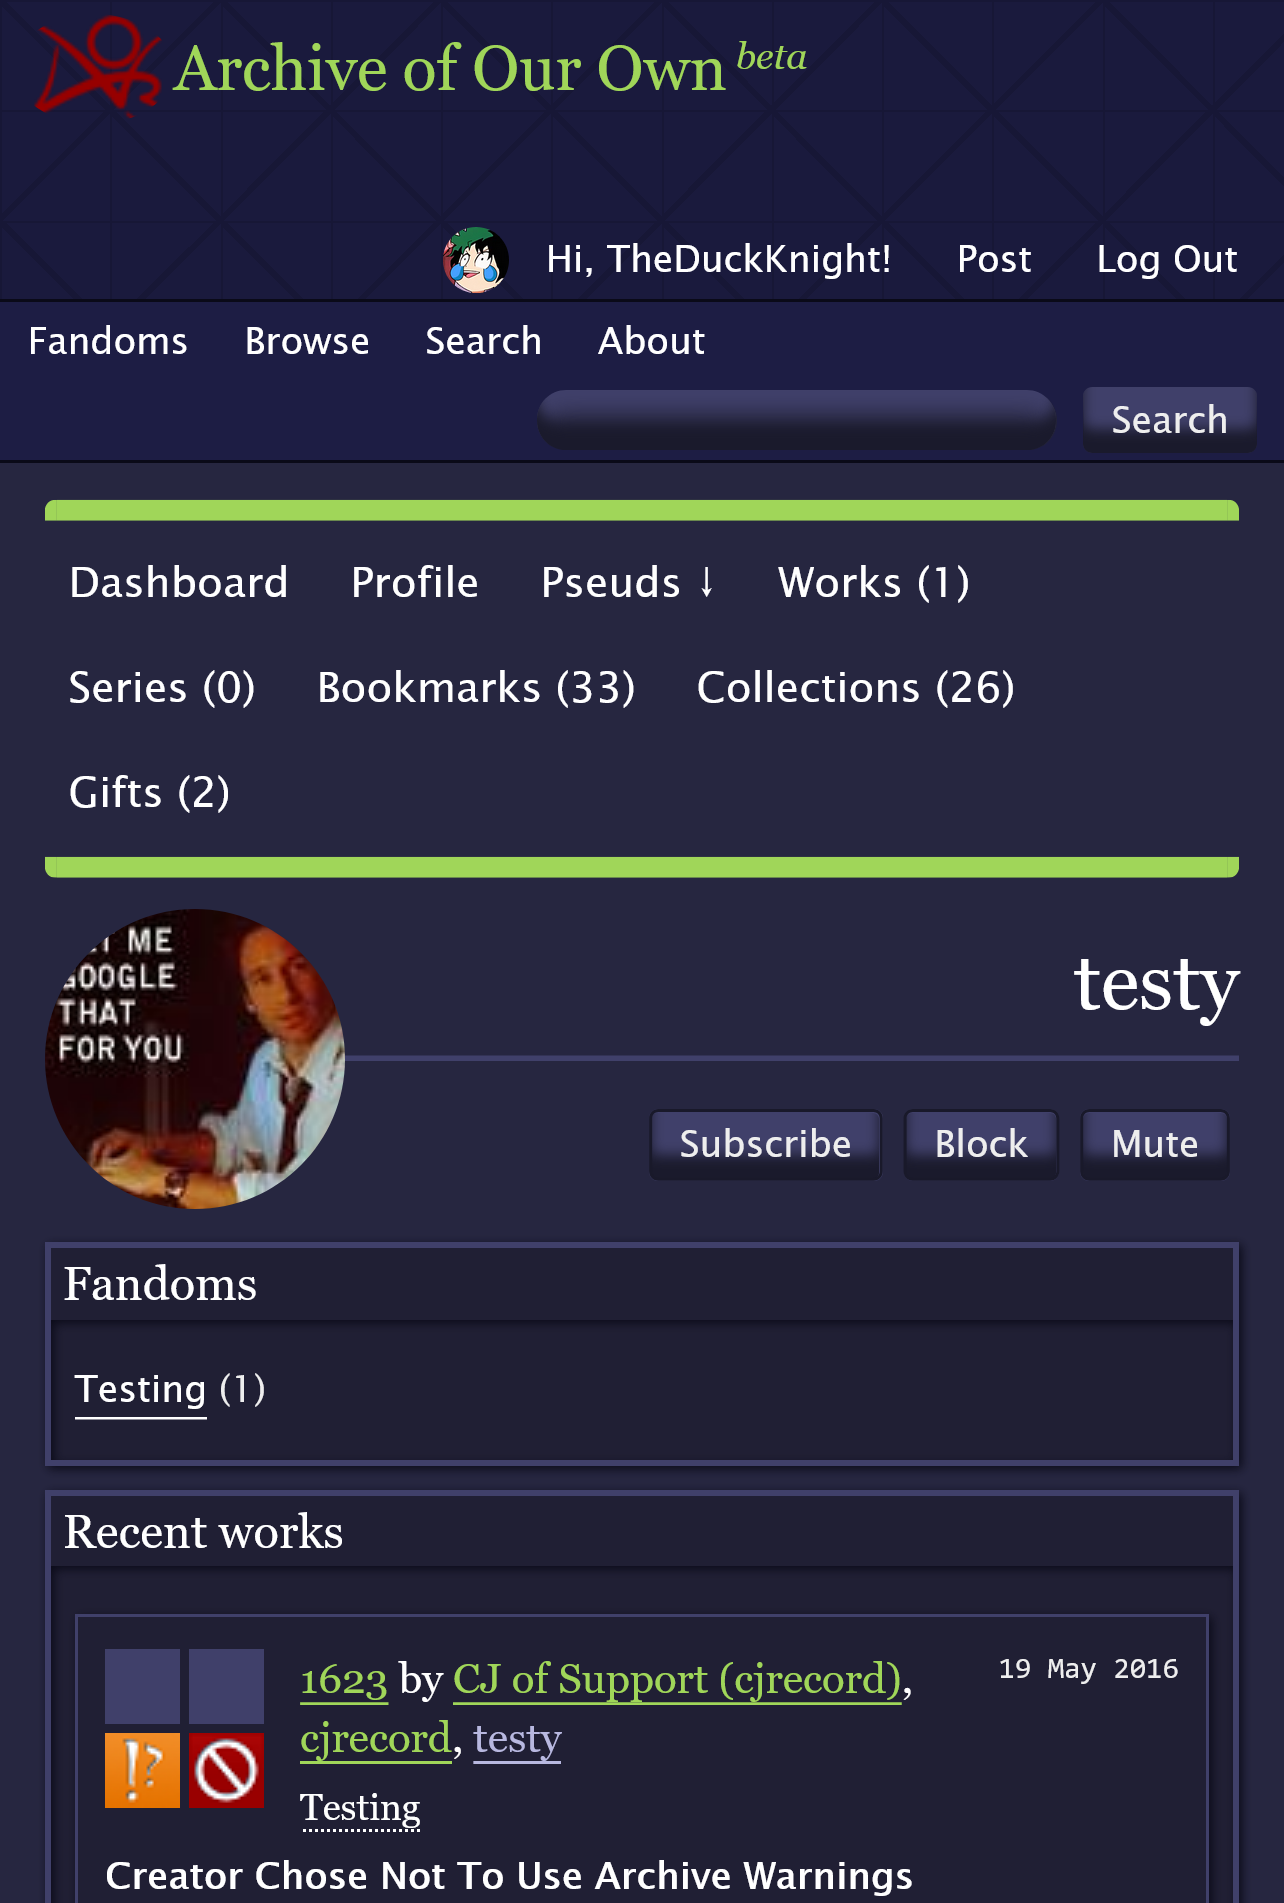 Archive of Our Own beta
Hi, TheDuckKnight! Post Log Out
Fandoms Browse Search About
Search
Dashboard Profile Pseuds ↓ Works (1)
Series (0) Bookmarks (33) Collections (26)
Gifts (2)
ME
GOOGLE
THAT
FOR YOU
testy
Subscribe Block Mute
Fandoms
Testing (1)
Recent works
1623 by CJ of Support (cjrecord), 19 May 2016
cjrecord, testy
!?
Testing
Creator Chose Not To Use Archive Warnings